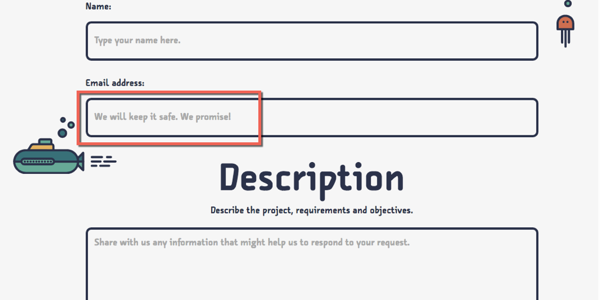 Name:
Type your name here.
Email address:
We will keep it safe. We promise!
Description
Describe the project, requirements and objectives.
Share with us any information that might help us to respond to your request.